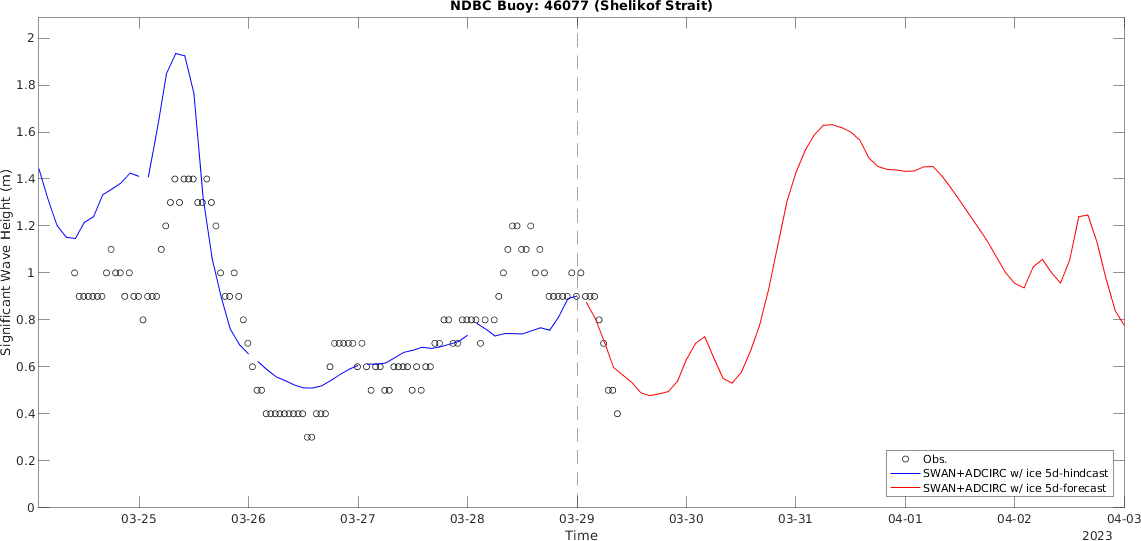 NDBC Buoy: 46077 (Shelikof Strait)
Significant Wave Height (m)
2
1.8
1.6
1.4
1.2
1
0.8
0.6
0.4
0.2
0
Obs.
SWAN+ADCIRC w/ ice 5d-hindcast
SWAN+ADCIRC w/ ice 5d-forecast
03-25 03-26 03-27 03-28 03-29 03-30 03-31 04-01 04-02 04-03
Time
2023